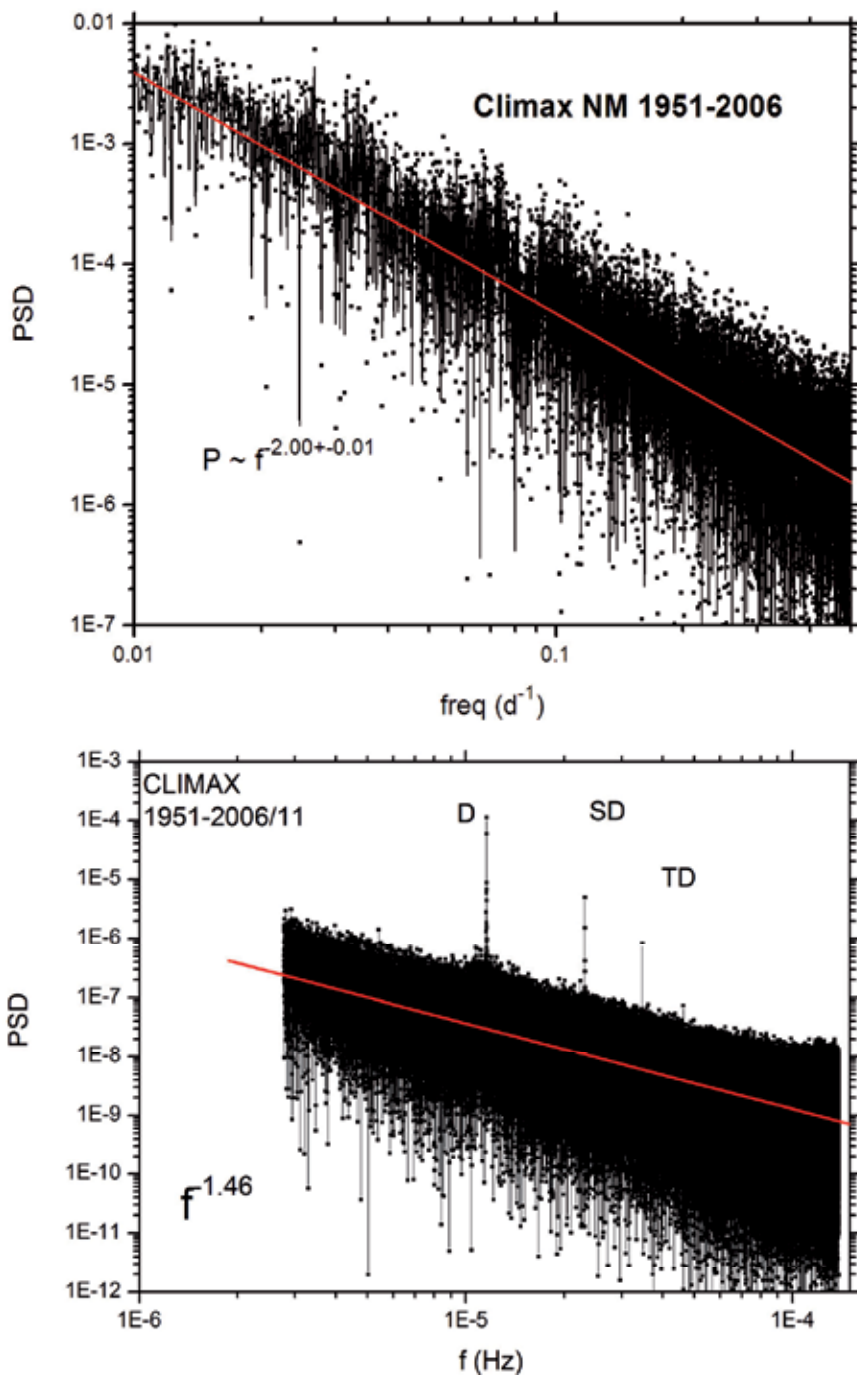 0.01
Climax NM 1951-2006
1E-3
1E-4
PSD
1E-5
P ~ f-2.00+-0.01
1E-6
1E-7
0.01
0.1
freq (d-1)
1E-3
CLIMAX
1951-2006/11
D
SD
1E-4
TD
1E-5
1E-6
1E-7
PSD
1E-8
1E-9
1E-10
f-1.46
1E-11
1E-12
1E-6
1E-5
1E-4
f (Hz)